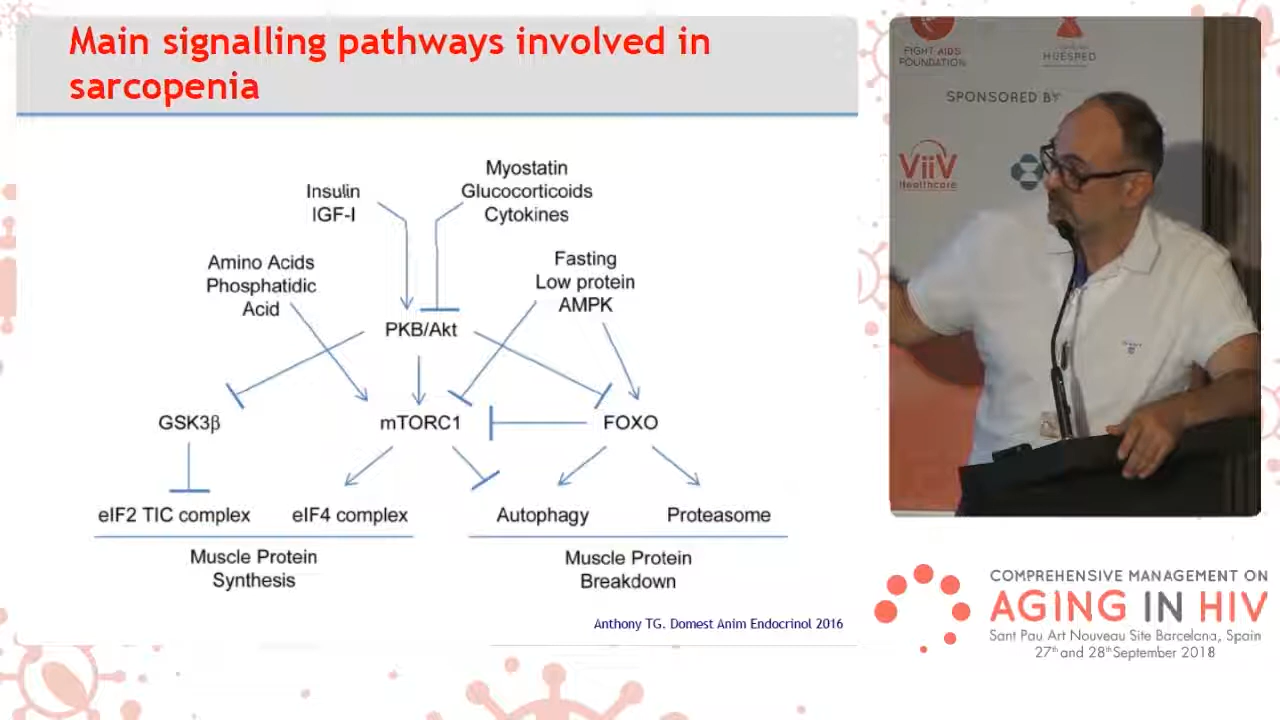 Main signalling pathways involved in
sarcopenia
Myostatin
Glucocorticoids
Cytokines
Insulin
IGF-I
Amino Acids
Phosphatidic
Acid
Fasting
Low protein
AMPK
PKB/Akt
GSK3β
mTORC1
FOXO
eIF2 TIC complex
eIF4 complex
Autophagy
Proteasome
Muscle Protein
Synthesis
Muscle Protein
Breakdown
Anthony TG. Domest Anim Endocrinol 2016
FIGHT AIDS
FOUNDATION
HUESPED
SPONSORED BY
ViiV
Healthcare
COMPREHENSIVE MANAGEMENT ON
AGING IN HIV
Sant Pau Art Nouveau Site Barcelona, Spain
27th and 28th September 2018